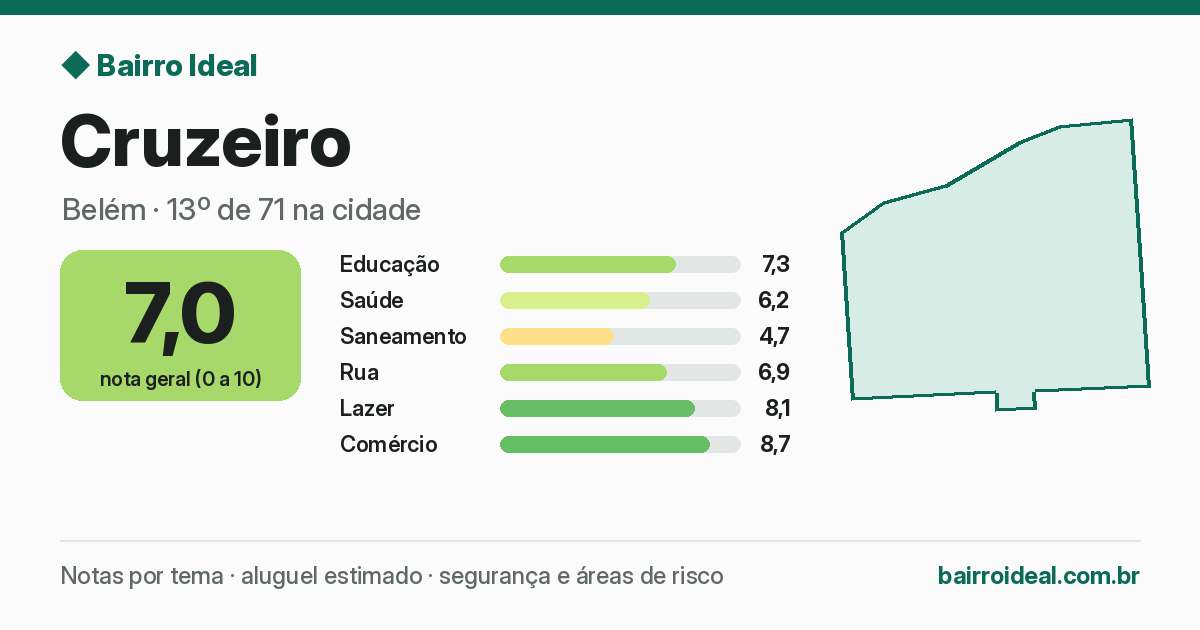 Bairro Ideal
Cruzeiro
Belém · 13º de 71 na cidade
7,0
nota geral (0 a 10)
Educação 7,3
Saúde 6,2
Saneamento 4,7
Rua 6,9
Lazer 8,1
Comércio 8,7
Notas por tema · aluguel estimado · segurança e áreas de risco
bairroideal.com.br